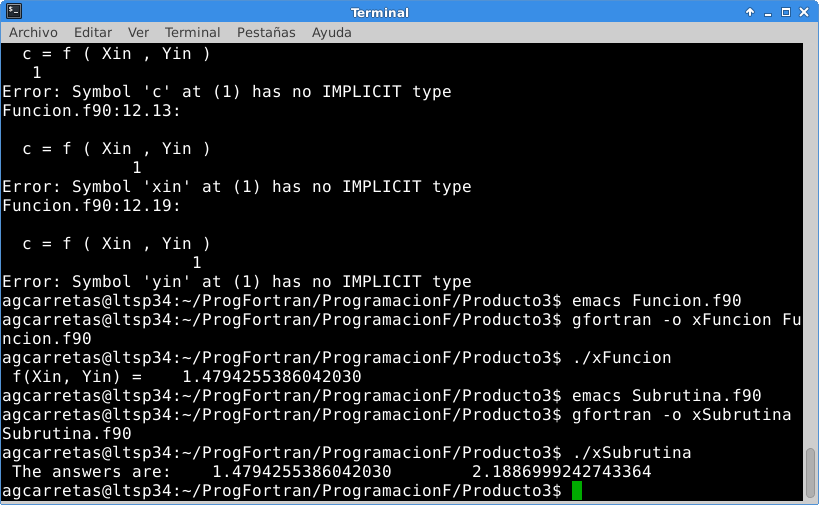 Terminal
Archivo Editar Ver Terminal Pestañas Ayuda
c = f ( Xin , Yin )
1
Error: Symbol 'c' at (1) has no IMPLICIT type
Funcion.f90:12.13:
c = f ( Xin , Yin )
1
Error: Symbol 'xin' at (1) has no IMPLICIT type
Funcion.f90:12.19:
c = f ( Xin , Yin )
1
Error: Symbol 'yin' at (1) has no IMPLICIT type
agcarretas@ltsp34:~/ProgFortran/ProgramacionF/Producto3$ emacs Funcion.f90
agcarretas@ltsp34:~/ProgFortran/ProgramacionF/Producto3$ gfortran -o xFuncion Fu
ncion.f90
agcarretas@ltsp34:~/ProgFortran/ProgramacionF/Producto3$ ./xFuncion
f(Xin, Yin) = 1.4794255386042030
agcarretas@ltsp34:~/ProgFortran/ProgramacionF/Producto3$ emacs Subrutina.f90
agcarretas@ltsp34:~/ProgFortran/ProgramacionF/Producto3$ gfortran -o xSubrutina
Subrutina.f90
agcarretas@ltsp34:~/ProgFortran/ProgramacionF/Producto3$ ./xSubrutina
The answers are: 1.4794255386042030 2.1886999242743364
agcarretas@ltsp34:~/ProgFortran/ProgramacionF/Producto3$